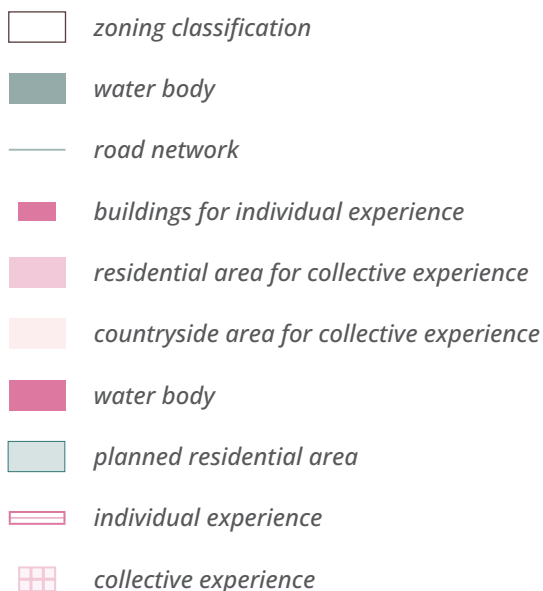 zoning classification
water body
road network
buildings for individual experience
residential area for collective experience
countryside area for collective experience
water body
planned residential area
individual experience
collective experience